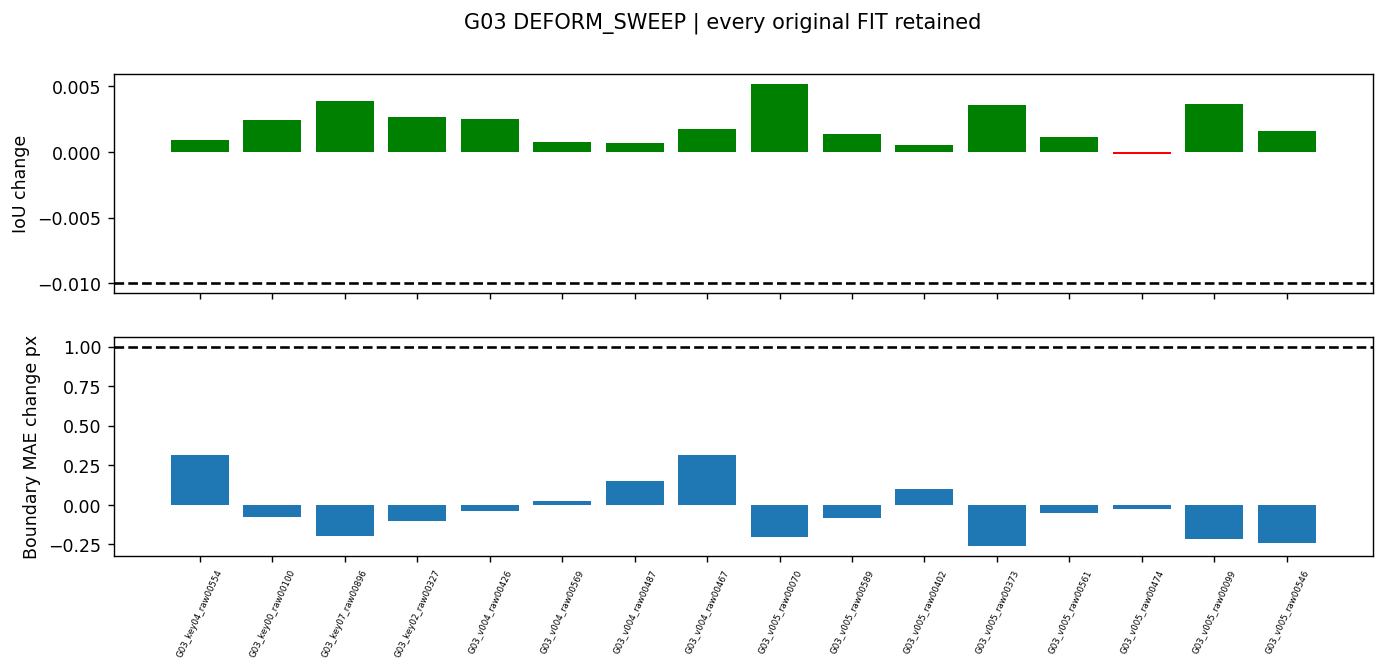 G03 DEFORM_SWEEP | every original FIT retained
IoU change
0.005
0.000
−0.005
−0.010
Boundary MAE change px
1.00
0.75
0.50
0.25
0.00
−0.25
G03_key04_raw00554
G03_key00_raw00100
G03_key07_raw00896
G03_key02_raw00327
G03_v004_raw00426
G03_v004_raw00569
G03_v004_raw00487
G03_v004_raw00467
G03_v005_raw00070
G03_v005_raw00589
G03_v005_raw00402
G03_v005_raw00373
G03_v005_raw00561
G03_v005_raw00474
G03_v005_raw00099
G03_v005_raw00546